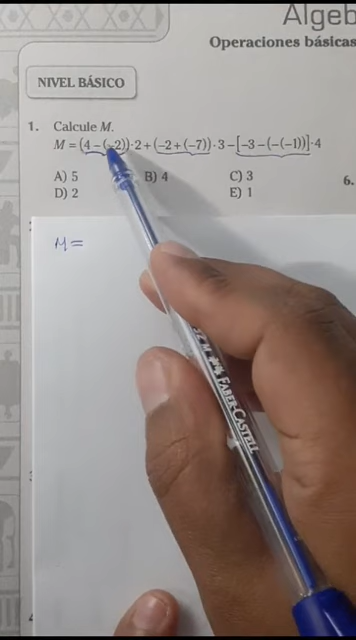 Algeb
Operaciones básicas
NIVEL BÁSICO
1. Calcule M.
M = (4 − (−2)) · 2 + (−2 + (−7)) · 3 − [−3 − (−(−1))] · 4
A) 5 B) 4 C) 3
D) 2 E) 1
6.
M =
FABER-CASTELL